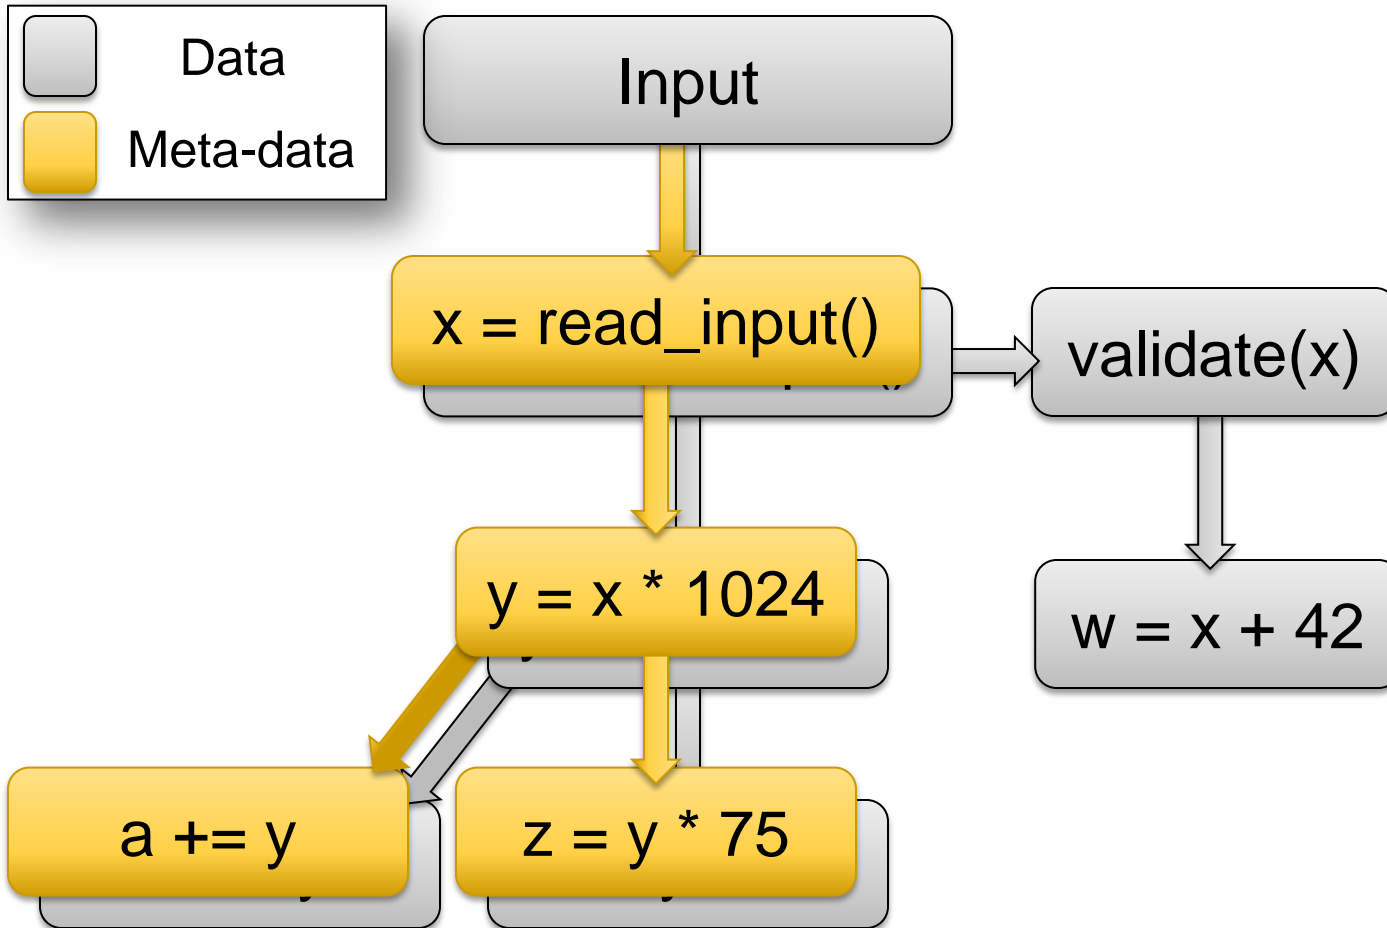 Data
Meta-data
Input
x = read_input()
validate(x)
y = x * 1024
w = x + 42
a += y
z = y * 75